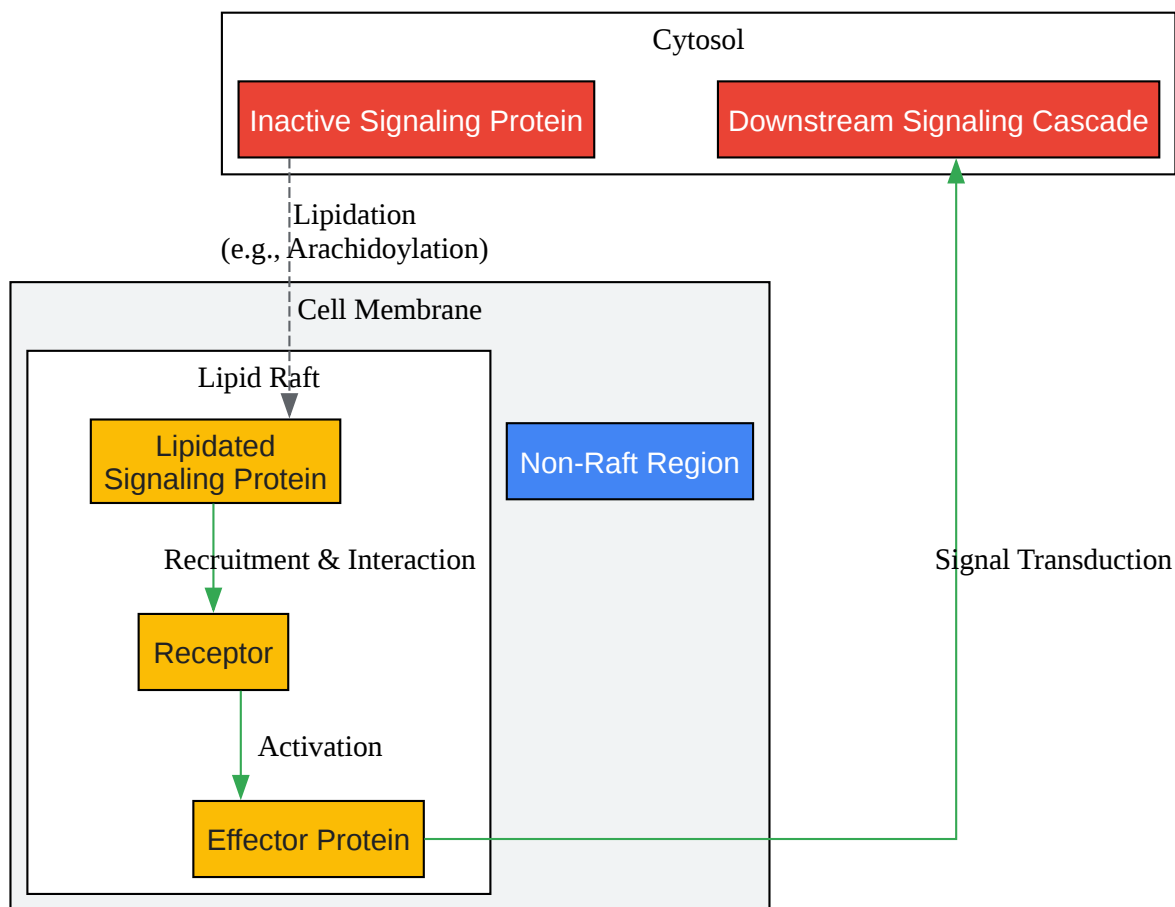 Cytosol
Inactive Signaling Protein
Downstream Signaling Cascade
Lipidation
(e.g., Arachidoylation)
Cell Membrane
Lipid Raft
Lipidated
Signaling Protein
Non-Raft Region
Recruitment & Interaction
Signal Transduction
Receptor
Activation
Effector Protein